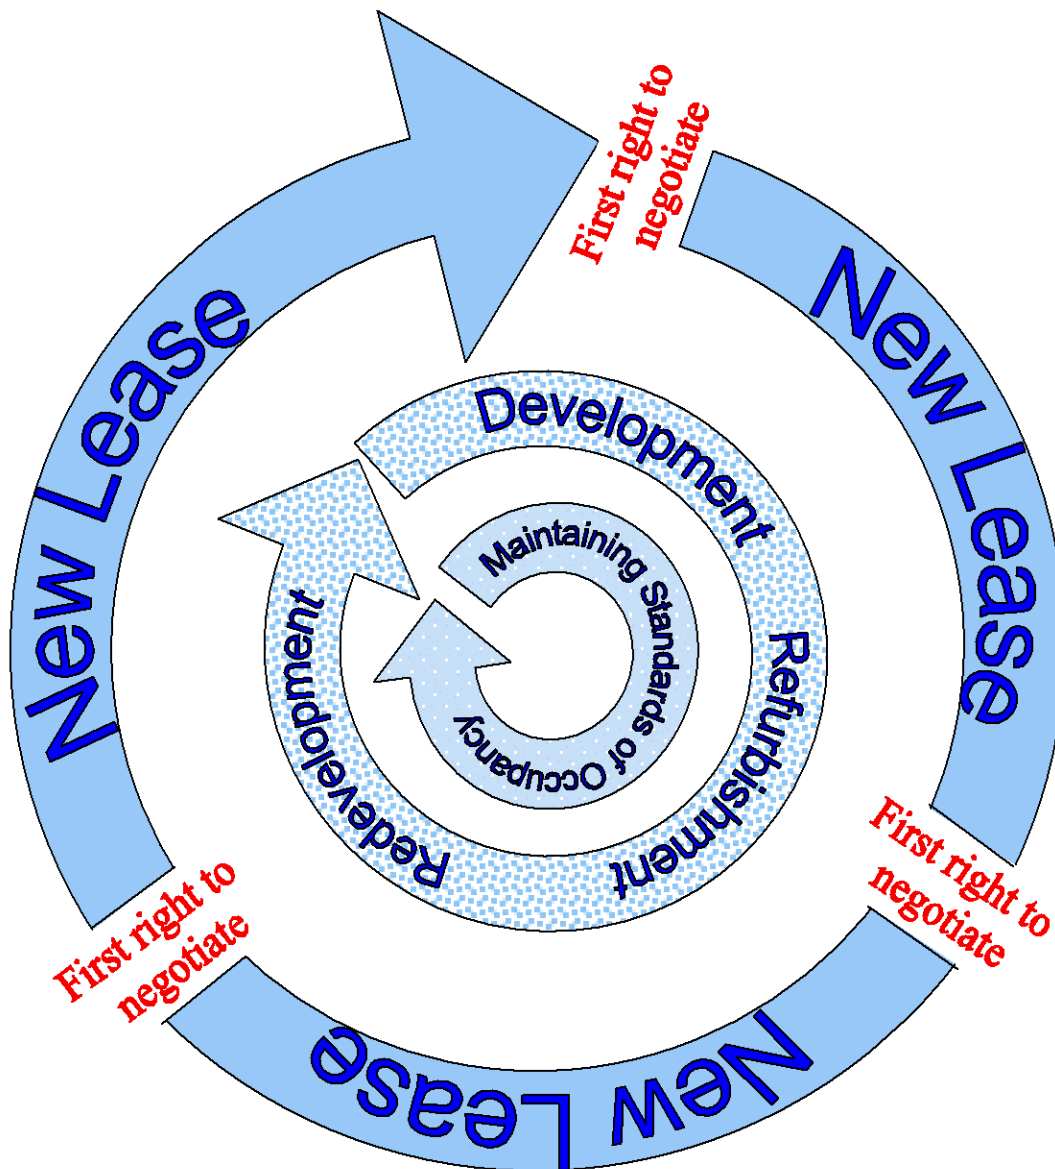 First right to
negotiate
New Lease
First right to
negotiate
New Lease
First right to
negotiate
New Lease
Development
Refurbishment
Redevelopment
Maintaining Standards of Occupancy